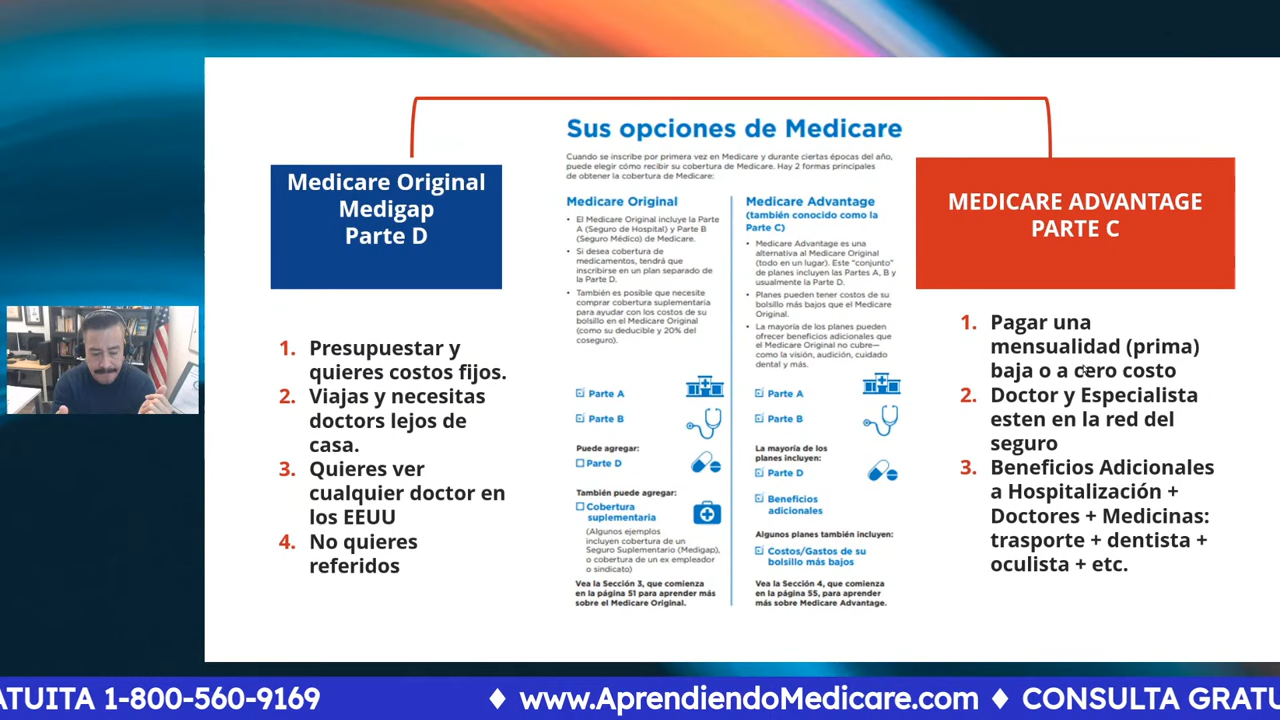 Sus opciones de Medicare
Cuando se inscribe por primera vez en Medicare y durante ciertas épocas del año,
puede elegir cómo recibir su cobertura de Medicare. Hay 2 formas principales
de obtener la cobertura de Medicare:
Medicare Original
Medigap
Parte D
1. Presupuestar y
quieres costos fijos.
2. Viajas y necesitas
doctors lejos de
casa.
3. Quieres ver
cualquier doctor en
los EEUU
4. No quieres
referidos
Medicare Original
• El Medicare Original incluye la Parte
A (Seguro de Hospital) y Parte B
(Seguro Médico) de Medicare.
• Si desea cobertura de
medicamentos, tendrá que
inscribirse en un plan separado de
la Parte D.
• También es posible que necesite
comprar cobertura suplementaria
para ayudar con los costos de su
bolsillo en el Medicare Original
(como su deducible y 20% del
coseguro).
Parte A
Parte B
Puede agregar:
Parte D
También puede agregar:
Cobertura
suplementaria
(Algunos ejemplos
incluyen cobertura de un
Seguro Suplementario (Medigap),
o cobertura de un ex empleador
o sindicato)
Vea la Sección 3, que comienza
en la página 51 para aprender más
sobre el Medicare Original.
Medicare Advantage
(también conocido como la
Parte C)
• Medicare Advantage es una
alternativa al Medicare Original
(todo en un lugar). Este “conjunto”
de planes incluyen las Partes A, B y
usualmente la Parte D.
• Planes pueden tener costos de su
bolsillo más bajos que el Medicare
Original.
• La mayoría de los planes pueden
ofrecer beneficios adicionales que
el Medicare Original no cubre—
como la visión, audición, cuidado
dental y más.
Parte A
Parte B
La mayoría de los
planes incluyen:
Parte D
Beneficios
adicionales
Algunos planes también incluyen:
Costos/Gastos de su
bolsillo más bajos
Vea la Sección 4, que comienza
en la página 55, para aprender
más sobre Medicare Advantage.
MEDICARE ADVANTAGE
PARTE C
1. Pagar una
mensualidad (prima)
baja o a cero costo
2. Doctor y Especialista
esten en la red del
seguro
3. Beneficios Adicionales
a Hospitalización +
Doctores + Medicinas:
trasporte + dentista +
oculista + etc.
ATUITA 1-800-560-9169 ♦ www.AprendiendoMedicare.com ♦ CONSULTA GRATU